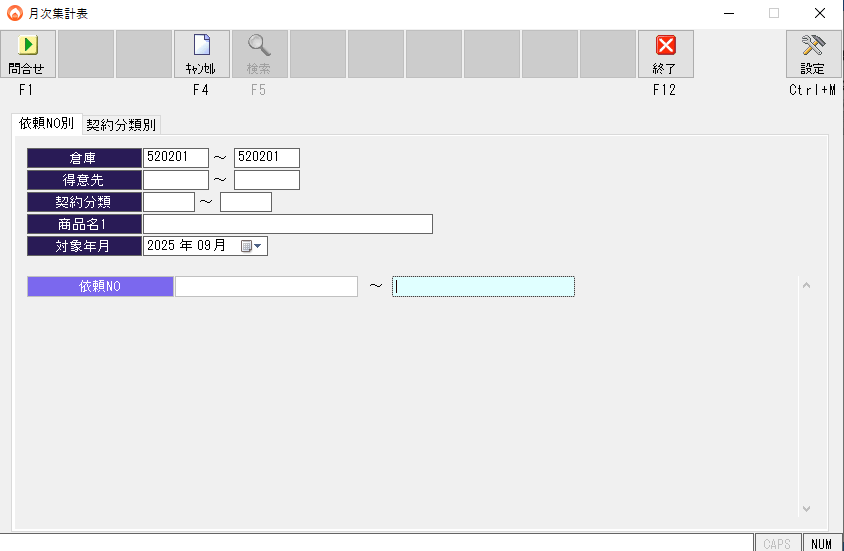 月次集計表
問合せ ｷｬﾝｾﾙ 検索 終了 設定
F1 F4 F5 F12 Ctrl+M
依頼NO別 契約分類別
倉庫 520201 ～ 520201
得意先 ～
契約分類 ～
商品名1
対象年月 2025 年 09 月
依頼NO ～
CAPS NUM